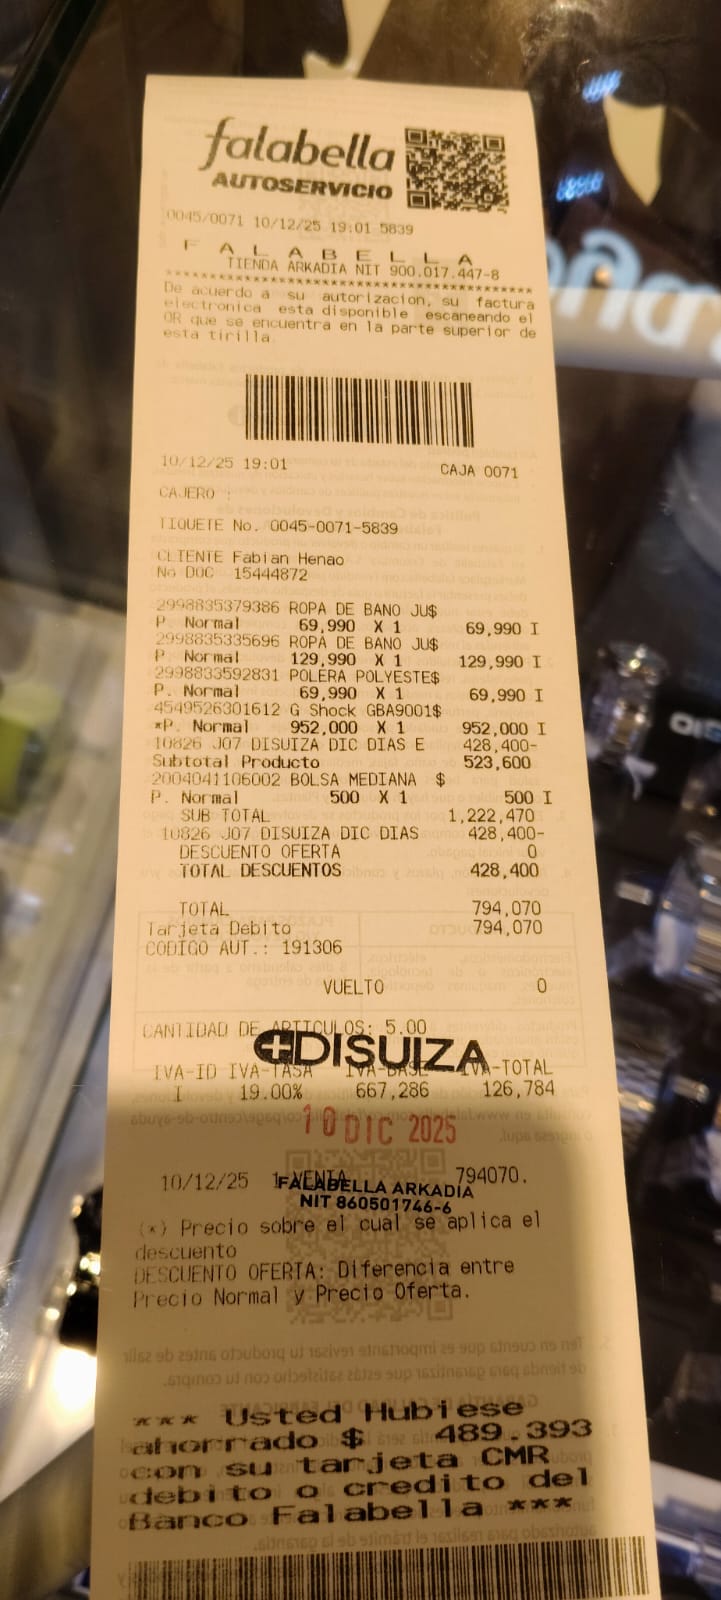 falabella
AUTOSERVICIO
0045/0071 10/12/25 19:01 5839
F A L A B E L L A
TIENDA ARKADIA NIT 900.017.447-8
****************************************
De acuerdo a su autorizacion, su factura
electronica esta disponible escaneando el
QR que se encuentra en la parte superior de
esta tirilla.
10/12/25 19:01 CAJA 0071
CAJERO :
TIQUETE No. 0045-0071-5839
CLIENTE Fabian Henao
No DOC 15444872
2998835379386 ROPA DE BANO JU$
P. Normal 69,990 X 1 69,990 I
2998835335696 ROPA DE BANO JU$
P. Normal 129,990 X 1 129,990 I
2998833592831 POLERA POLYESTE$
P. Normal 69,990 X 1 69,990 I
4549526301612 G Shock GBA9001$
*P. Normal 952,000 X 1 952,000 I
10826 J07 DISUIZA DIC DIAS E 428,400-
Subtotal Producto 523,600
2004041106002 BOLSA MEDIANA $
P. Normal 500 X 1 500 I
SUB TOTAL 1,222,470
10826 J07 DISUIZA DIC DIAS 428,400-
DESCUENTO OFERTA 0
TOTAL DESCUENTOS 428,400
TOTAL 794,070
Tarjeta Debito 794,070
CODIGO AUT.: 191306
VUELTO 0
CANTIDAD DE ARTICULOS: 5.00
DISUIZA
IVA-ID IVA-TASA IVA-BASE IVA-TOTAL
I 19.00% 667,286 126,784
10 DIC 2025
10/12/25 1 VENTA 794070.
FALABELLA ARKADIA
NIT 860501746-6
(*) Precio sobre el cual se aplica el
descuento
DESCUENTO OFERTA: Diferencia entre
Precio Normal y Precio Oferta.
*** Usted Hubiese
ahorrado $ 489.393
con su tarjeta CMR
debito o credito del
Banco Falabella ***